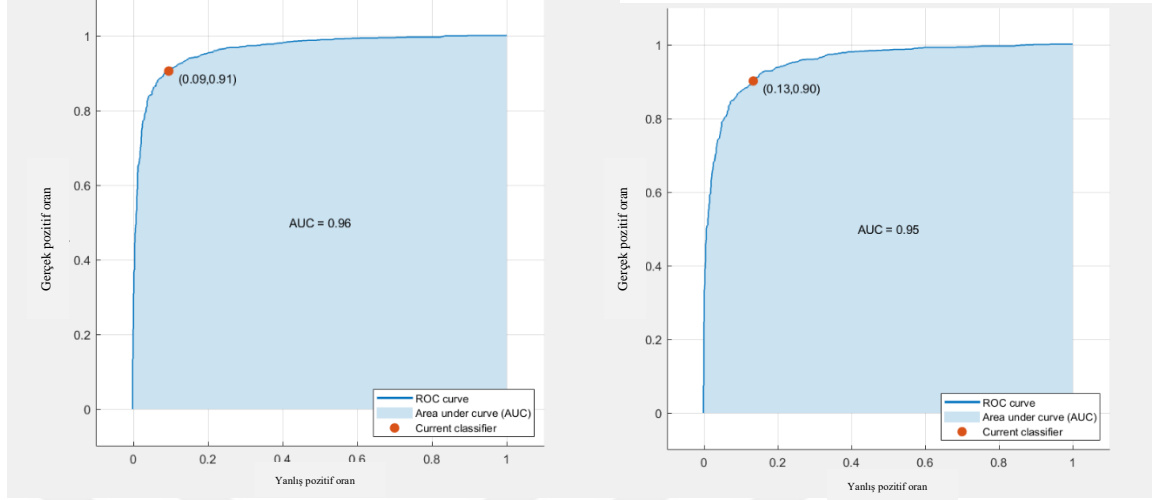 1
0.8
0.6
0.4
0.2
0
Gerçek pozitif oran
(0.09,0.91)
AUC = 0.96
ROC curve
Area under curve (AUC)
Current classifier
0 0.2 0.4 0.6 0.8 1
Yanlış pozitif oran
1
0.8
0.6
0.4
0.2
0
Gerçek pozitif oran
(0.13,0.90)
AUC = 0.95
ROC curve
Area under curve (AUC)
Current classifier
0 0.2 0.4 0.6 0.8 1
Yanlış pozitif oran